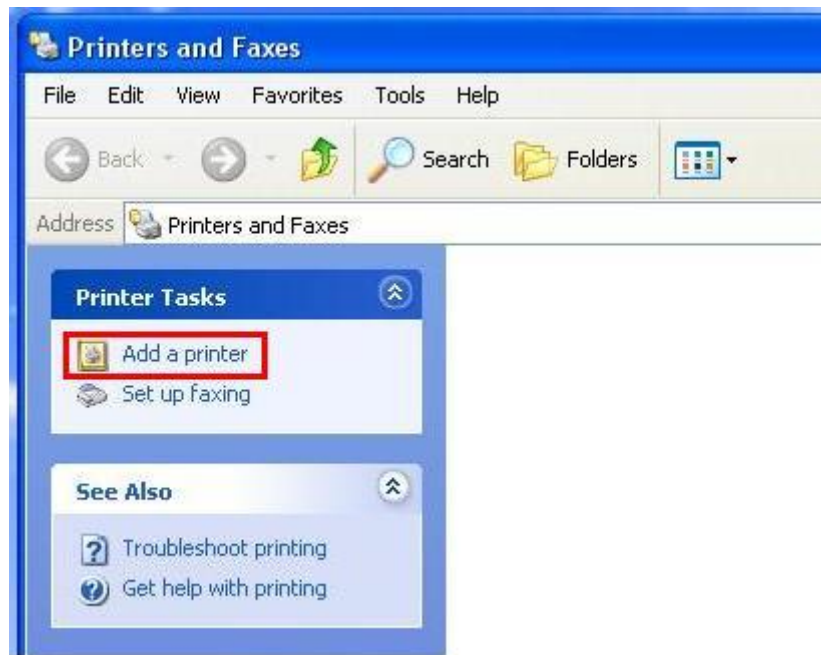 Printers and Faxes
File Edit View Favorites Tools Help
Back Search Folders
Address Printers and Faxes
Printer Tasks
Add a printer
Set up faxing
See Also
Troubleshoot printing
Get help with printing